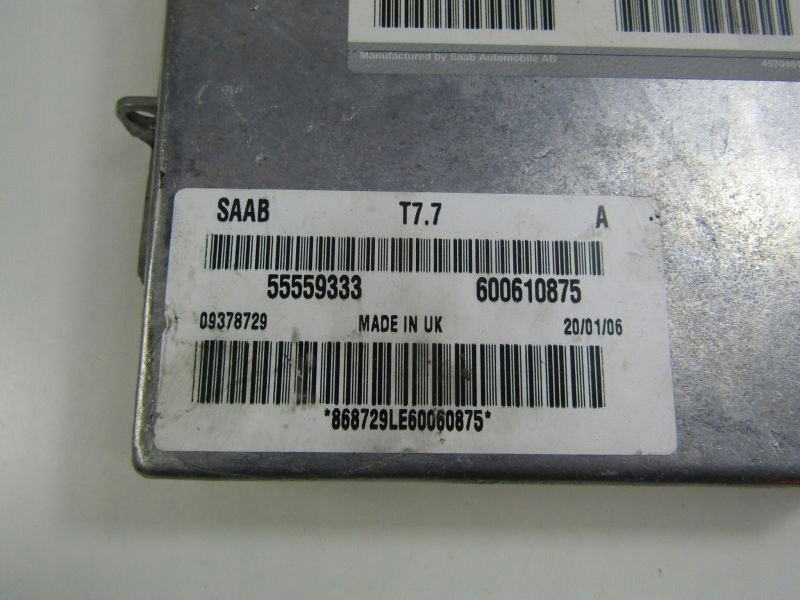 Manufactured by Saab Automobile AB
SAAB T7.7 A
55559333 600610875
09378729 MADE IN UK 20/01/06
*868729LE60060875*